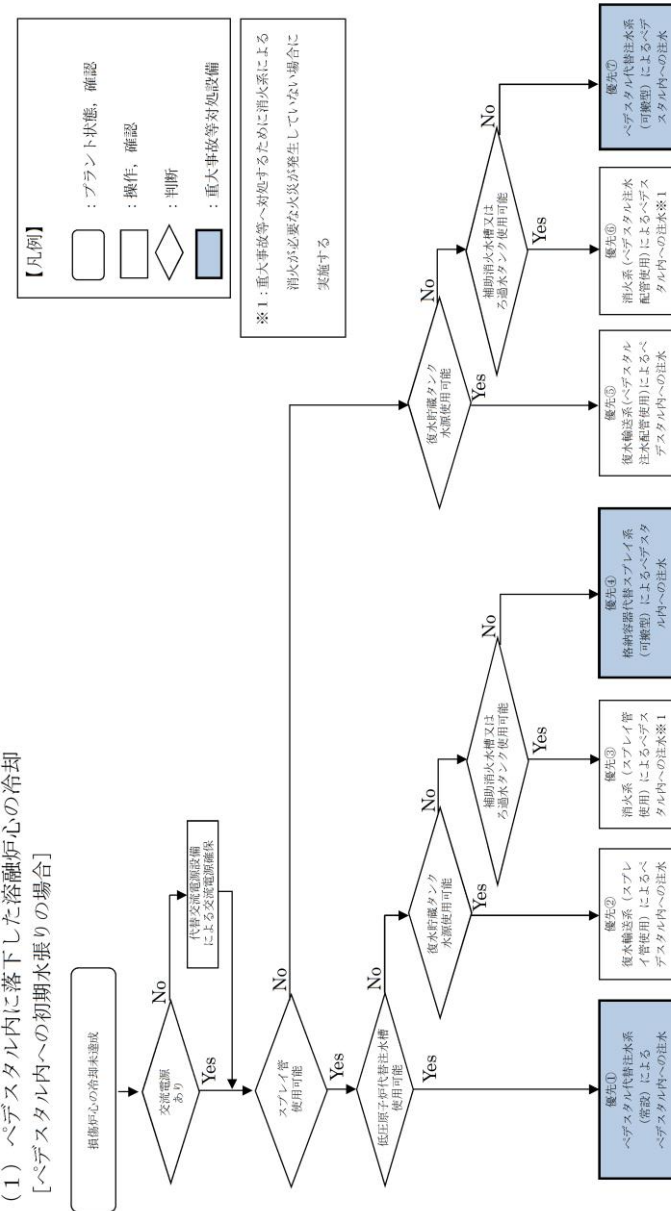 (1) ペデスタル内に落下した溶融炉心の冷却
[ペデスタル内への初期水張りの場合]
損傷炉心の冷却未達成
交流電源
あり
No
代替交流電源設備
による交流電源確保
Yes
スプレイ管
使用可能
No
Yes
低圧原子炉代替注水槽
使用可能
No
Yes
復水貯蔵タンク
水源使用可能
No
Yes
補助消火水槽又は
ろ過水タンク使用可能
No
Yes
復水貯蔵タンク
水源使用可能
No
Yes
補助消火水槽又は
ろ過水タンク使用可能
No
Yes
優先①
ペデスタル代替注水系
(常設)による
ペデスタル内への注水
優先②
復水輸送系(スプレ
イ管使用)によるペ
デスタル内への注水
優先③
消火系(スプレイ管
使用)によるペデス
タル内への注水※1
優先④
格納容器代替スプレイ系
(可搬型)によるペデスタ
ル内への注水
優先⑤
復水輸送系(ペデスタル
注水配管使用)によるペ
デスタル内への注水
優先⑥
消火系(ペデスタル注水
配管使用)によるペデス
タル内への注水※1
優先⑦
ペデスタル代替注水系
(可搬型)によるペデ
スタル内への注水
【凡例】
:プラント状態,確認
:操作,確認
:判断
:重大事故等対処設備
※1:重大事故等へ対処するために消火系による
消火が必要な火災が発生していない場合に
実施する